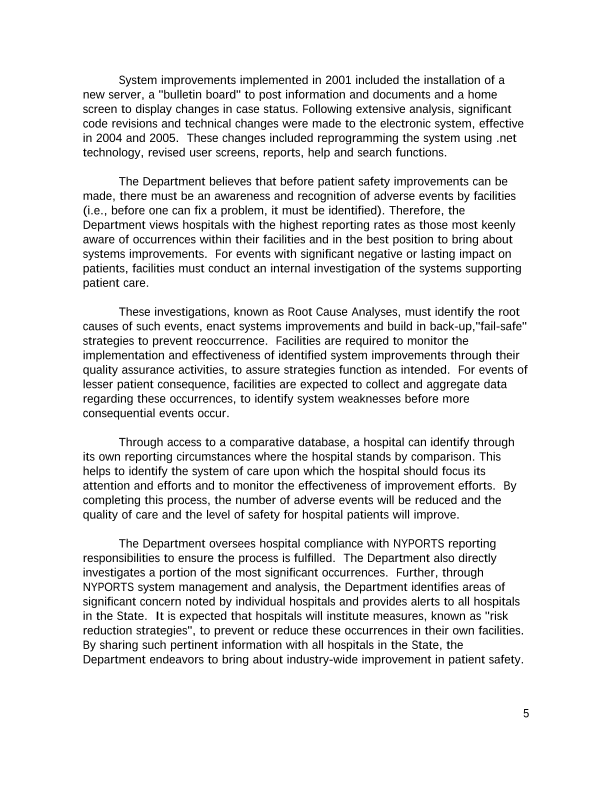 System improvements implemented in 2001 included the installation of a
new server, a "bulletin board" to post information and documents and a home
screen to display changes in case status. Following extensive analysis, significant
code revisions and technical changes were made to the electronic system, effective
in 2004 and 2005.  These changes included reprogramming the system using .net
technology, revised user screens, reports, help and search functions.
The Department believes that before patient safety improvements can be
made, there must be an awareness and recognition of adverse events by facilities
(i.e., before one can fix a problem, it must be identified). Therefore, the
Department views hospitals with the highest reporting rates as those most keenly
aware of occurrences within their facilities and in the best position to bring about
systems improvements.  For events with significant negative or lasting impact on
patients, facilities must conduct an internal investigation of the systems supporting
patient care.
These investigations, known as Root Cause Analyses, must identify the root
causes of such events, enact systems improvements and build in back-up,"fail-safe"
strategies to prevent reoccurrence.  Facilities are required to monitor the
implementation and effectiveness of identified system improvements through their
quality assurance activities, to assure strategies function as intended.  For events of
lesser patient consequence, facilities are expected to collect and aggregate data
regarding these occurrences, to identify system weaknesses before more
consequential events occur.
Through access to a comparative database, a hospital can identify through
its own reporting circumstances where the hospital stands by comparison. This
helps to identify the system of care upon which the hospital should focus its
attention and efforts and to monitor the effectiveness of improvement efforts.  By
completing this process, the number of adverse events will be reduced and the
quality of care and the level of safety for hospital patients will improve.
The Department oversees hospital compliance with NYPORTS reporting
responsibilities to ensure the process is fulfilled.  The Department also directly
investigates a portion of the most significant occurrences.  Further, through
NYPORTS system management and analysis, the Department identifies areas of
significant concern noted by individual hospitals and provides alerts to all hospitals
in the State.  It is expected that hospitals will institute measures, known as "risk
reduction strategies", to prevent or reduce these occurrences in their own facilities.
By sharing such pertinent information with all hospitals in the State, the
Department endeavors to bring about industry-wide improvement in patient safety.
5